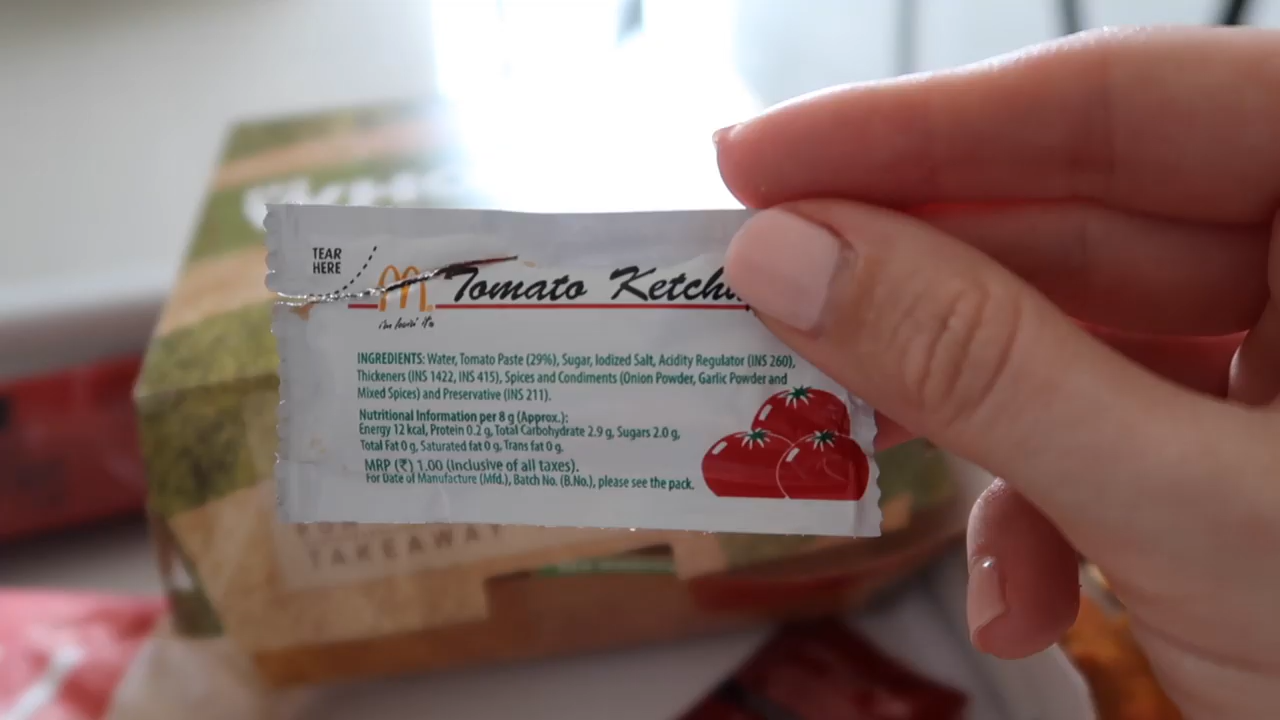 TEAR
HERE
Tomato Ketchu
i'm lovin' it
INGREDIENTS: Water, Tomato Paste (29%), Sugar, Iodized Salt, Acidity Regulator (INS 260),
Thickeners (INS 1422, INS 415), Spices and Condiments (Onion Powder, Garlic Powder and
Mixed Spices) and Preservative (INS 211).
Nutritional Information per 8 g (Approx.):
Energy 12 kcal, Protein 0.2 g, Total Carbohydrate 2.9 g, Sugars 2.0 g,
Total Fat 0 g, Saturated fat 0 g, Trans fat 0 g.
MRP (₹) 1.00 (Inclusive of all taxes).
For Date of Manufacture (Mfd.), Batch No. (B.No.), please see the pack.
TAKEAWAY